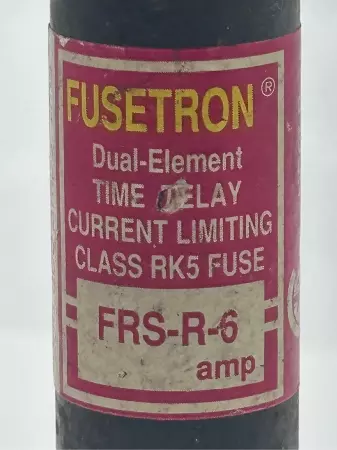 FUSETRON®
Dual-Element
TIME DELAY
CURRENT LIMITING
CLASS RK5 FUSE
FRS-R-6
amp